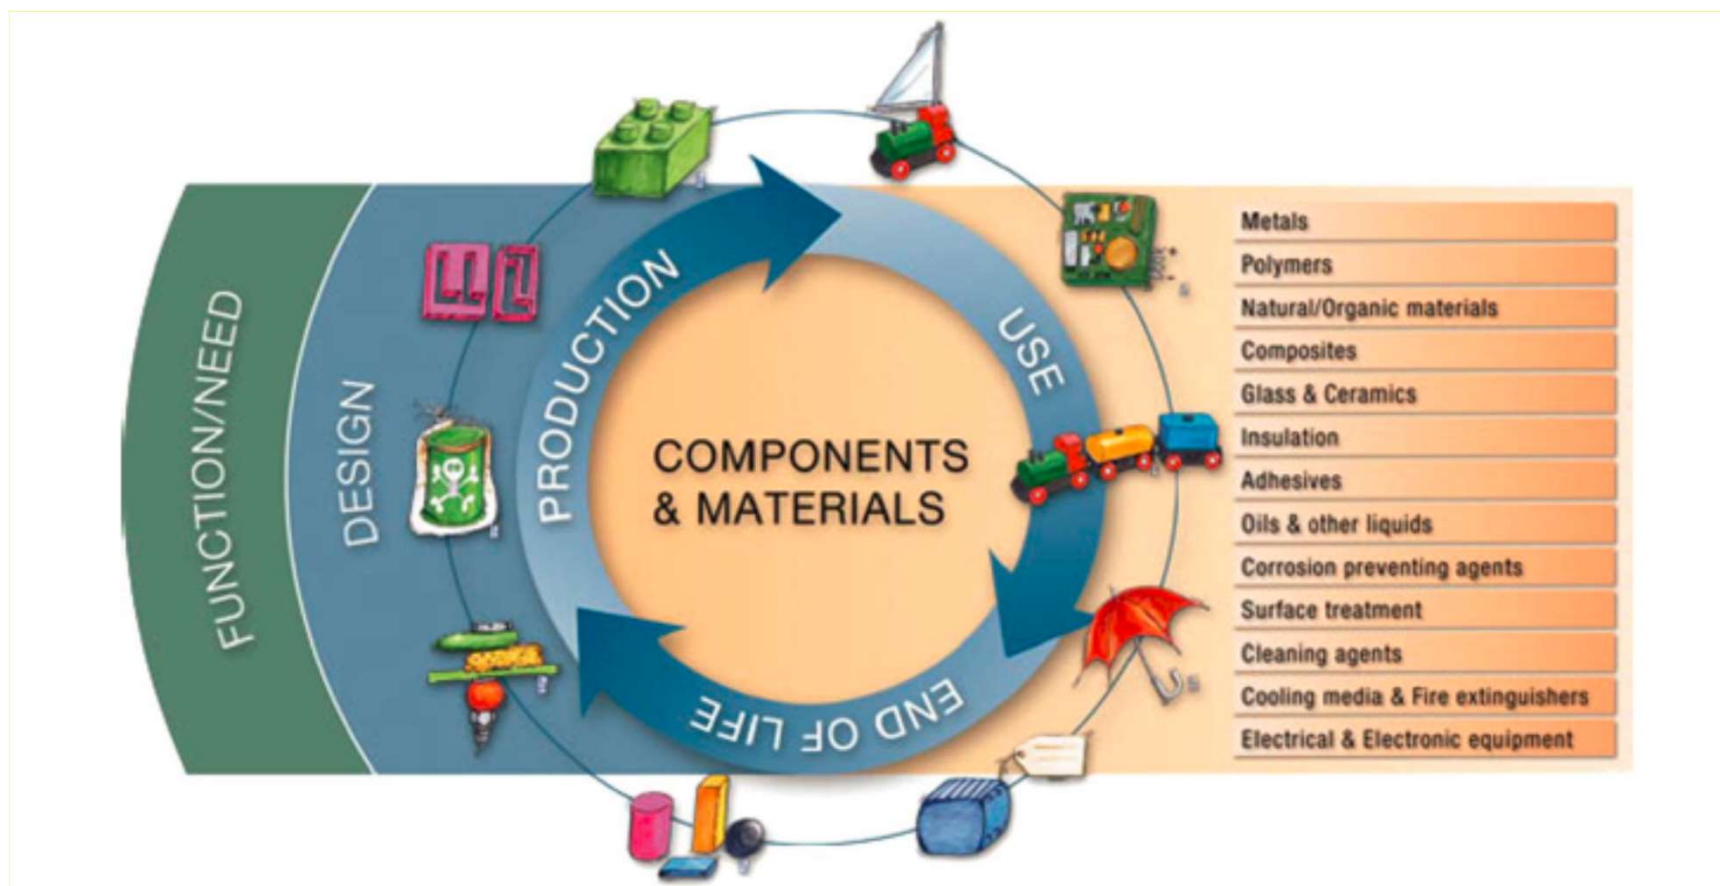 FUNCTION/NEED
DESIGN
PRODUCTION
USE
END OF LIFE
COMPONENTS
& MATERIALS
Metals
Polymers
Natural/Organic materials
Composites
Glass & Ceramics
Insulation
Adhesives
Oils & other liquids
Corrosion preventing agents
Surface treatment
Cleaning agents
Cooling media & Fire extinguishers
Electrical & Electronic equipment